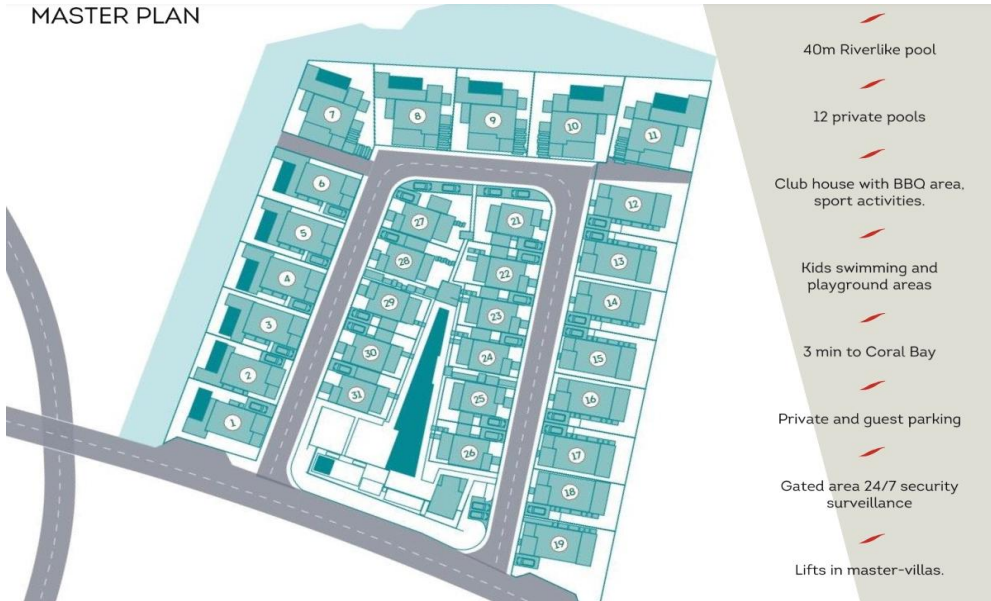 MASTER PLAN
40m Riverlike pool
12 private pools
Club house with BBQ area,
sport activities.
Kids swimming and
playground areas
3 min to Coral Bay
Private and guest parking
Gated area 24/7 security
surveillance
Lifts in master-villas.
7
8
9
10
11
6
12
5
27
21
13
28
22
4
29
14
3
23
30
24
15
2
31
25
16
1
26
17
18
19